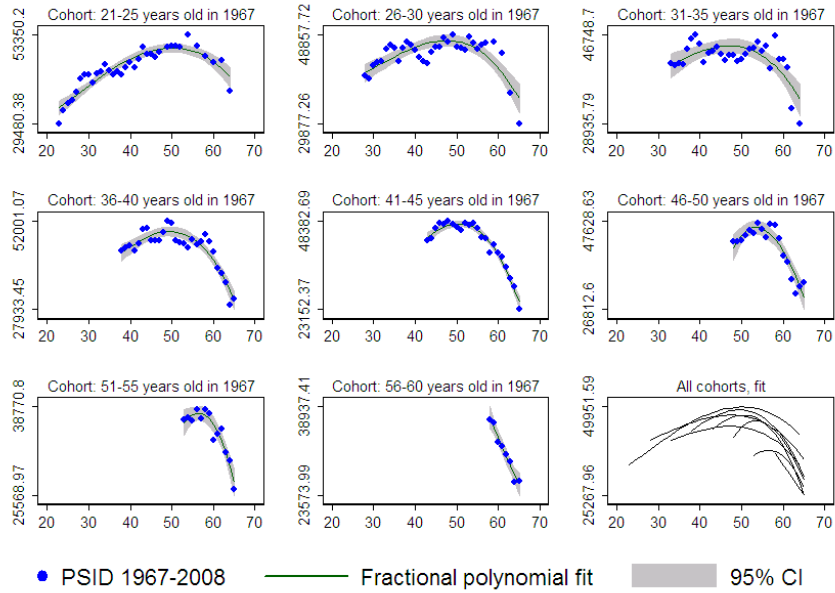 Cohort: 21-25 years old in 1967
Cohort: 26-30 years old in 1967
Cohort: 31-35 years old in 1967
53350.2
29480.38
48857.72
29877.26
46748.7
28935.79
20 30 40 50 60 70
20 30 40 50 60 70
20 30 40 50 60 70
Cohort: 36-40 years old in 1967
Cohort: 41-45 years old in 1967
Cohort: 46-50 years old in 1967
52001.07
27933.45
48382.69
23152.37
47628.63
26812.6
20 30 40 50 60 70
20 30 40 50 60 70
20 30 40 50 60 70
Cohort: 51-55 years old in 1967
Cohort: 56-60 years old in 1967
All cohorts, fit
38770.8
25568.97
38937.41
23573.99
49951.59
25267.96
20 30 40 50 60 70
20 30 40 50 60 70
20 30 40 50 60 70
PSID 1967-2008
Fractional polynomial fit
95% CI